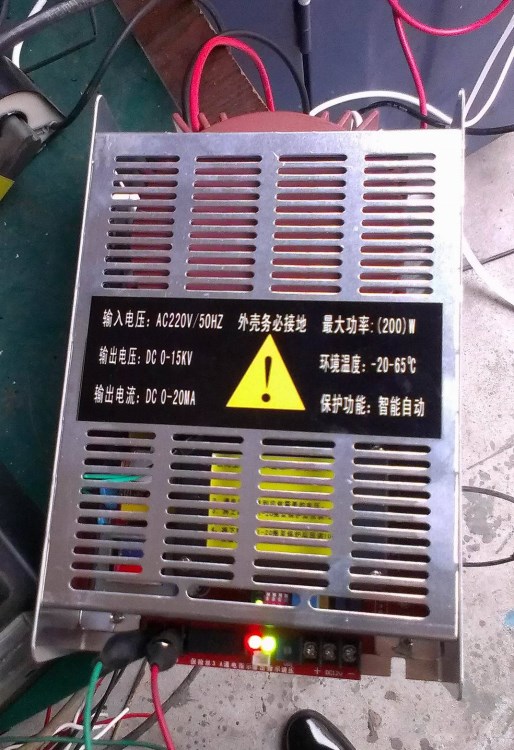 输入电压：AC220V/50HZ 外壳务必接地 最大功率:(200)W
输出电压：DC 0-15KV 环境温度：-20-65℃
输出电流：DC 0-20MA 保护功能：智能自动
!